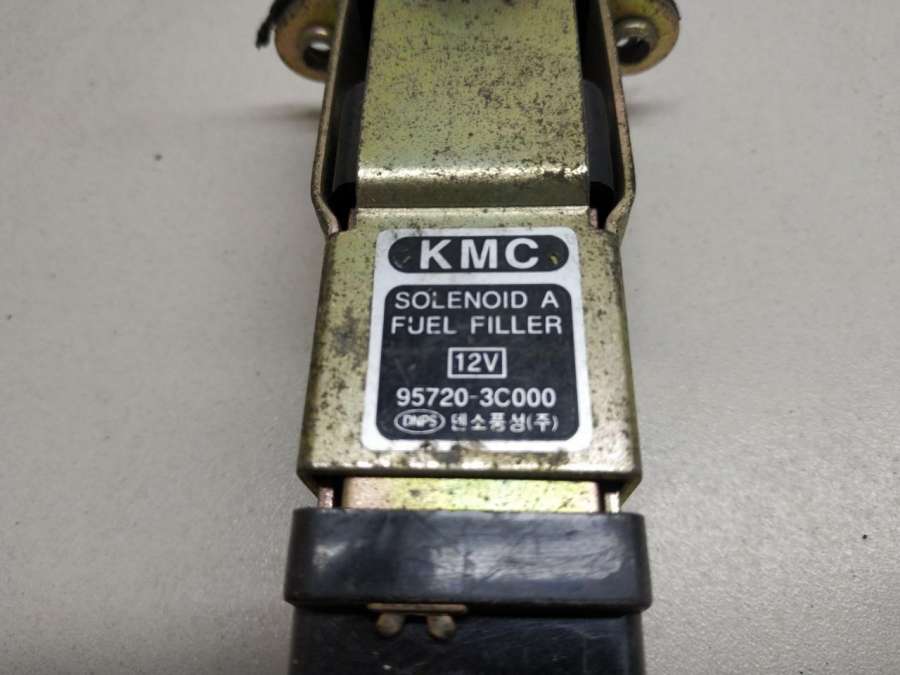 KMC
SOLENOID A
FUEL FILLER
12V
95720-3C000
DNPS 덴소풍성(주)